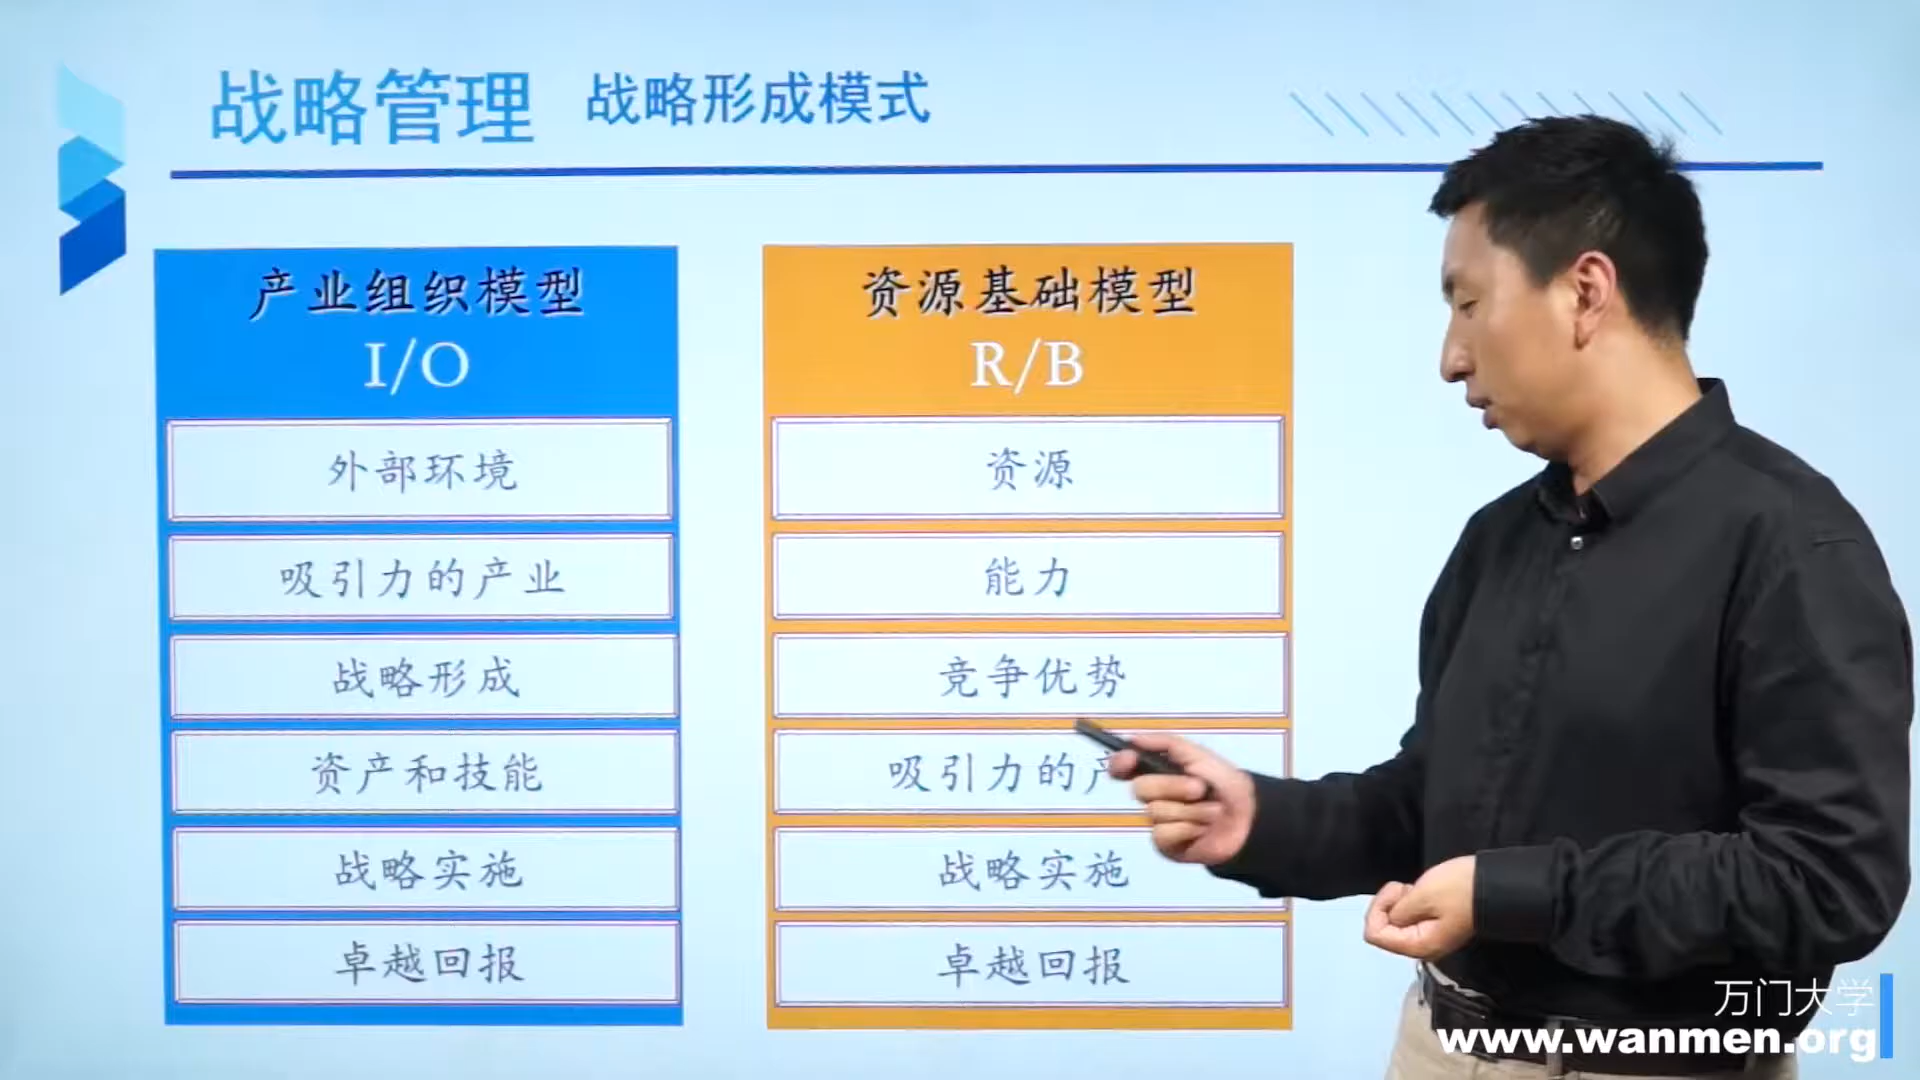 战略管理 战略形成模式
产业组织模型
I/O
外部环境
吸引力的产业
战略形成
资产和技能
战略实施
卓越回报
资源基础模型
R/B
资源
能力
竞争优势
吸引力的产
战略实施
卓越回报
万门大学
www.wanmen.org